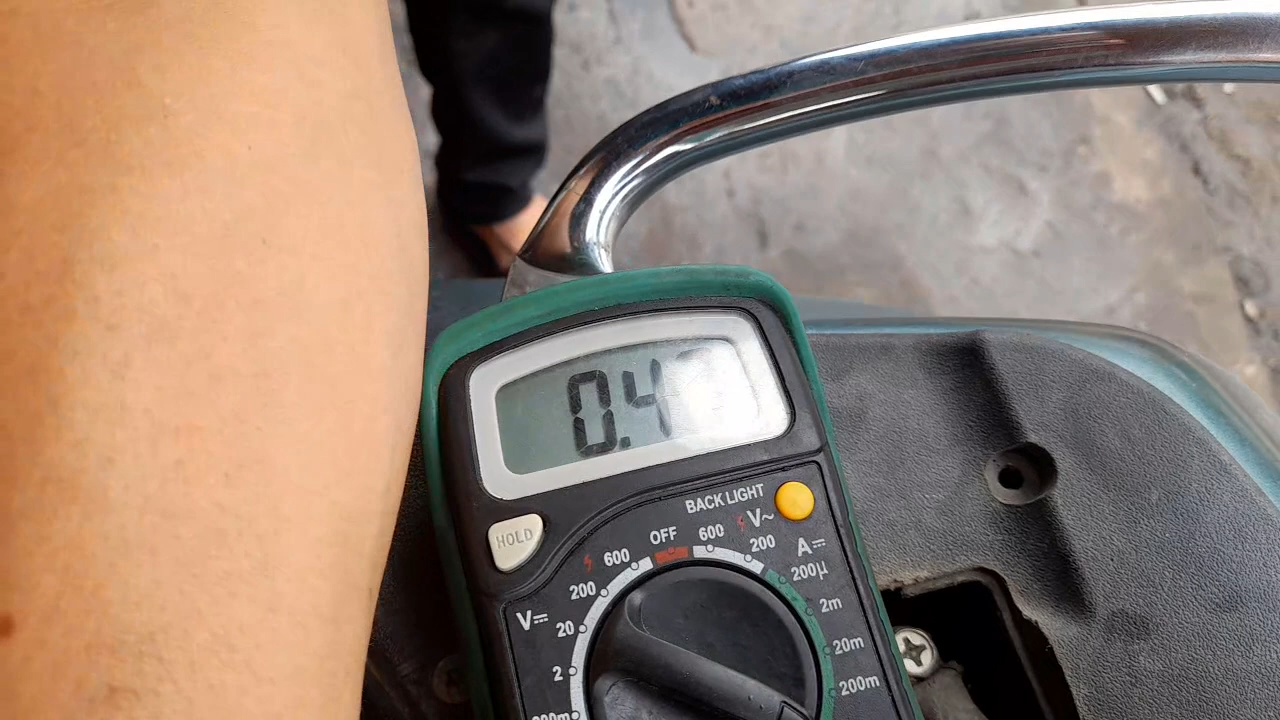 0.4
BACK LIGHT
HOLD
OFF
600
600
V~
200
A⎓
200
200µ
V⎓
2m
20
20m
2
200m